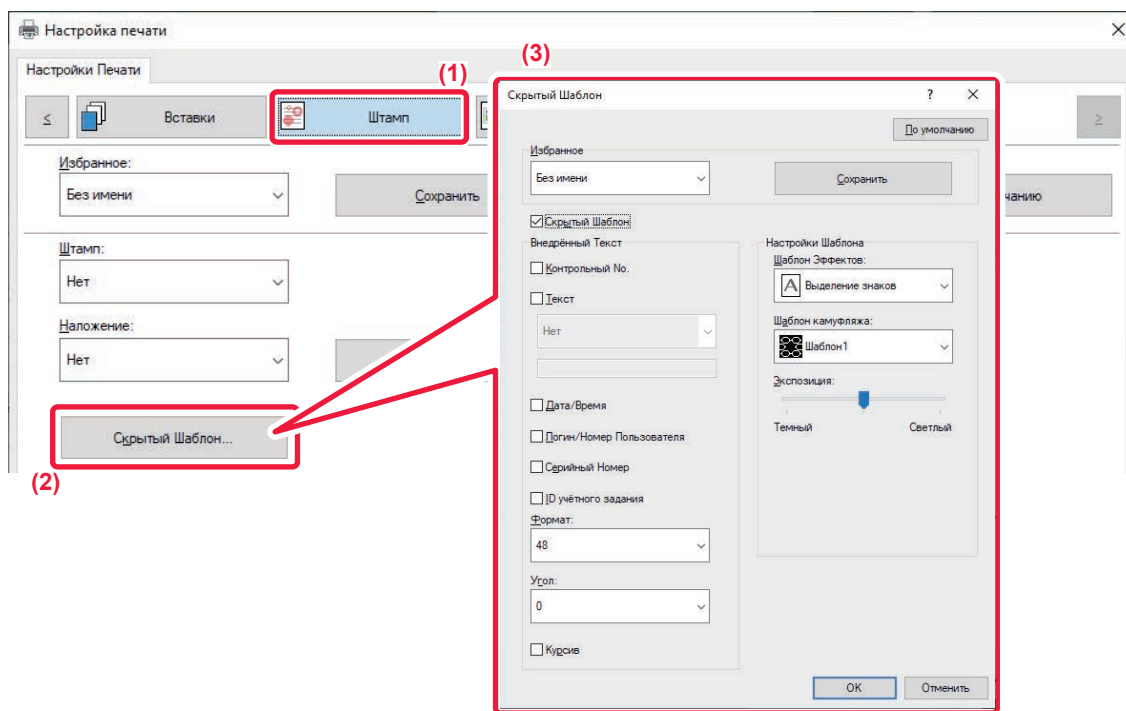 Настройка печати
Настройки Печати
(1)
<
Вставки
Штамп
>
Избранное:
Без имени
Сохранить
чанию
Штамп:
Нет
Наложение:
Нет
Скрытый Шаблон...
(2)
(3)
Скрытый Шаблон
?
По умолчанию
Избранное
Без имени
Сохранить
Скрытый Шаблон
Внедрённый Текст
Контрольный No.
Текст
Нет
Дата/Время
Логин/Номер Пользователя
Серийный Номер
ID учётного задания
Формат:
48
Угол:
0
Курсив
Настройки Шаблона
Шаблон Эффектов:
A Выделение знаков
Шаблон камуфляжа:
Шаблон1
Экспозиция:
Темный Светлый
OK Отменить